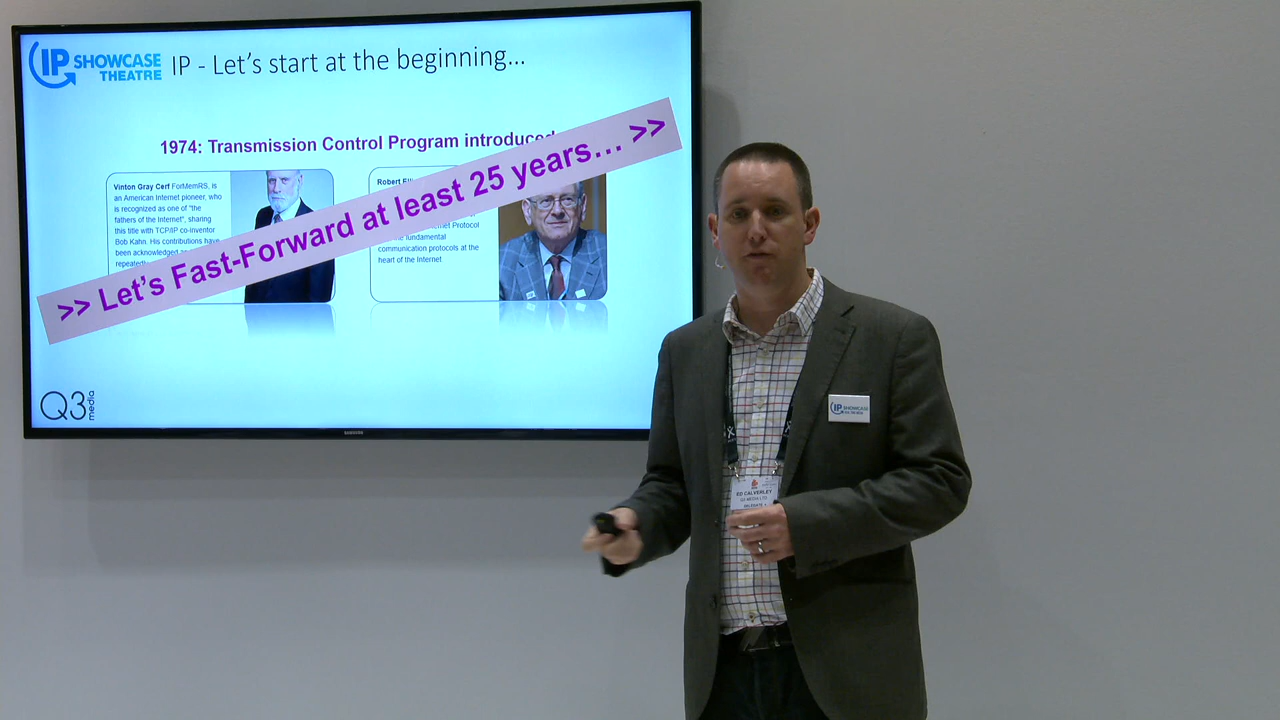 IP SHOWCASE
THEATRE
IP - Let's start at the beginning...
1974: Transmission Control Program introduced
>> Let's Fast-Forward at least 25 years... >>
Vinton Gray Cerf ForMemRS, is
an American Internet pioneer, who
is recognized as one of "the
fathers of the Internet", sharing
this title with TCP/IP co-inventor
Bob Kahn. His contributions have
been acknowledged
repeatedly
Robert
Internet Protocol
fundamental
communication protocols at the
heart of the Internet
Q3
media
IP SHOWCASE
THEATRE
ED CALVERLEY
Q3 MEDIA LTD
DELEGATE